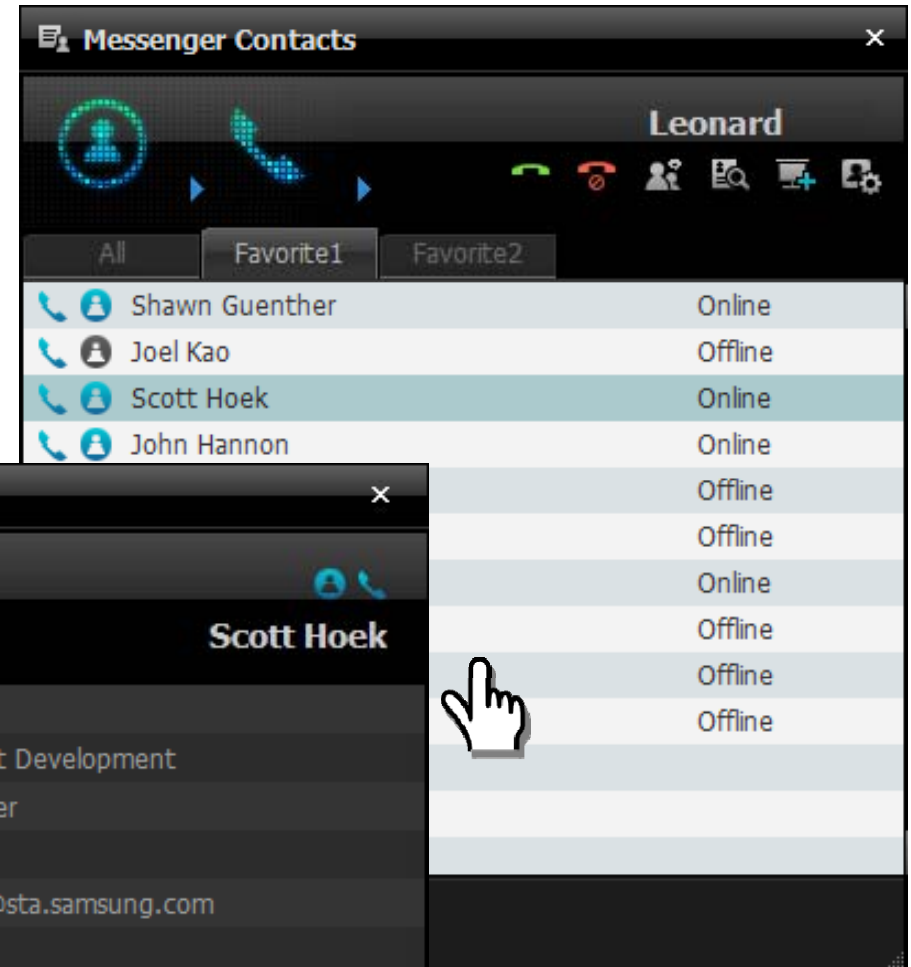 Messenger Contacts
Leonard
All Favorite1 Favorite2
Shawn Guenther Online
Joel Kao Offline
Scott Hoek Online
John Hannon Online
Offline
Offline
Online
Offline
Offline
Offline
Scott Hoek
Development
sta.samsung.com